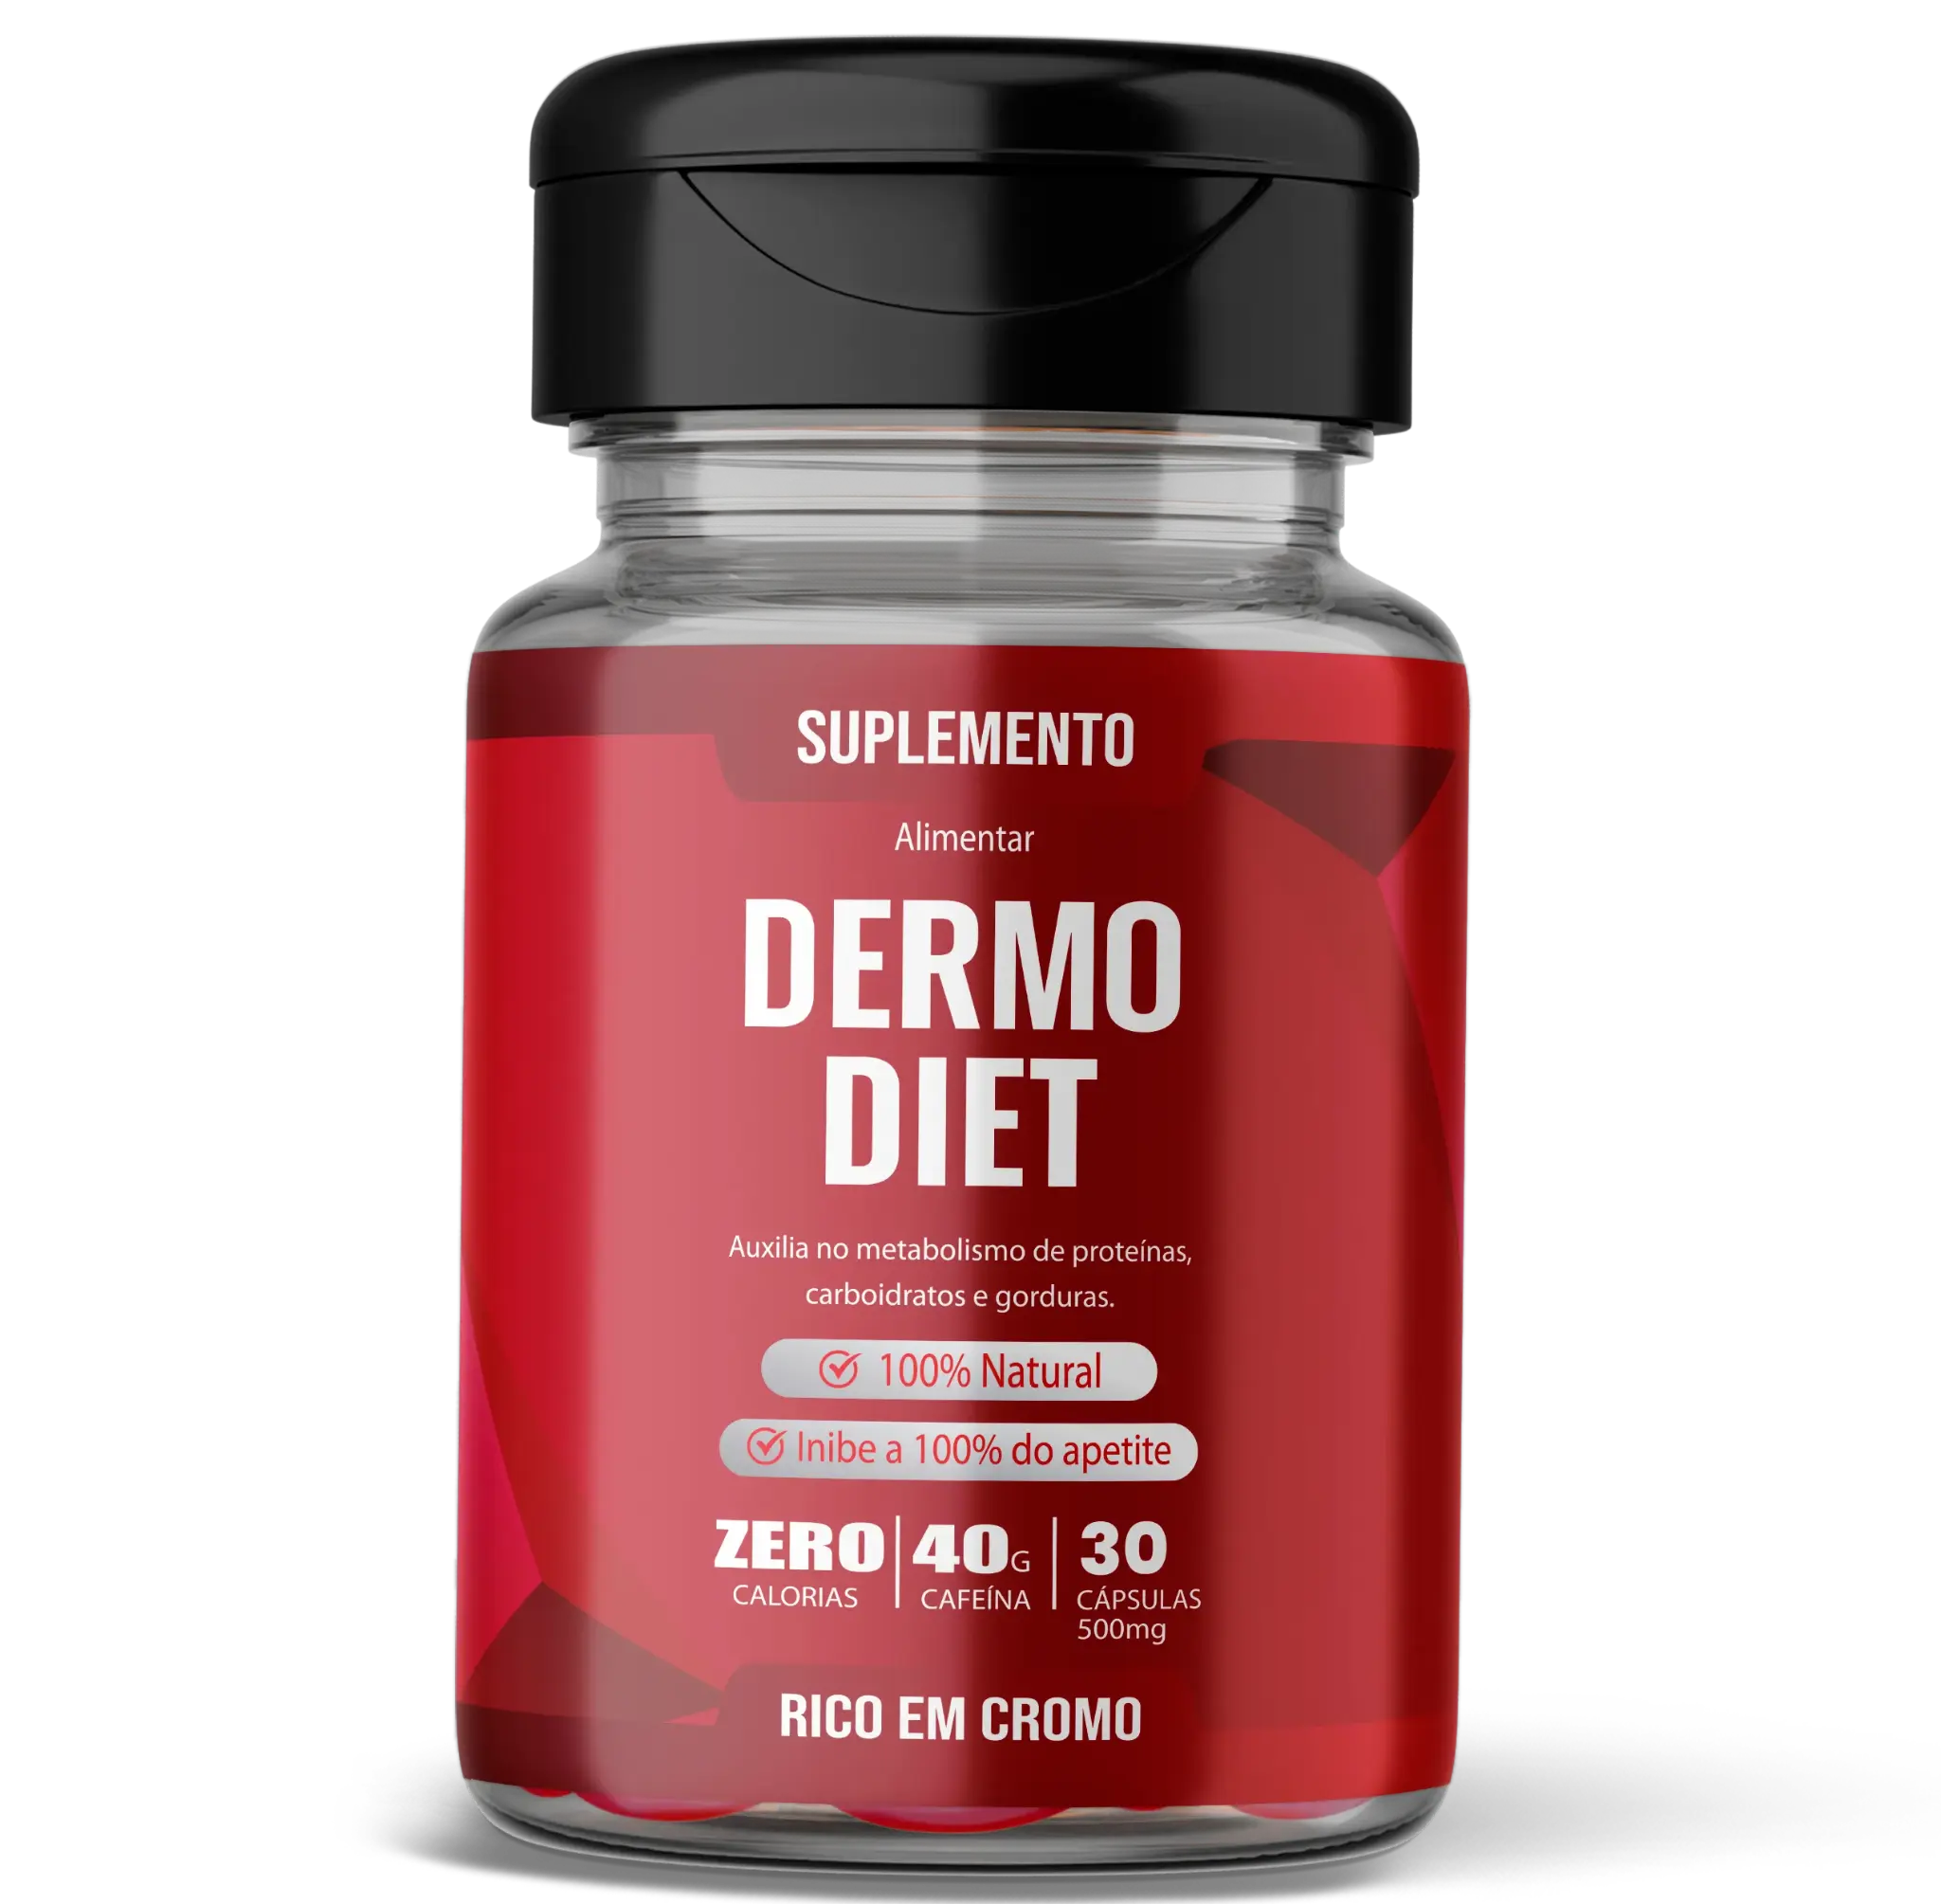 SUPLEMENTO
Alimentar
DERMO
DIET
Auxilia no metabolismo de proteínas,
carboidratos e gorduras.
100% Natural
Inibe a 100% do apetite
ZERO 40G 30
CALORIAS CAFEÍNA CÁPSULAS
500mg
RICO EM CROMO